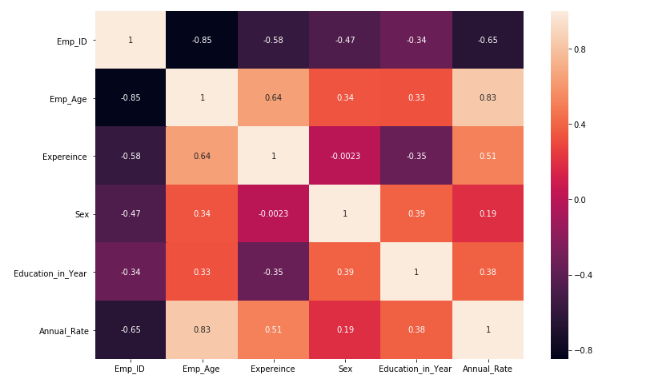 Emp_ID 1 -0.85 -0.58 -0.47 -0.34 -0.65
Emp_Age -0.85 1 0.64 0.34 0.33 0.83
Expereince -0.58 0.64 1 -0.0023 -0.35 0.51
Sex -0.47 0.34 -0.0023 1 0.39 0.19
Education_in_Year -0.34 0.33 -0.35 0.39 1 0.38
Annual_Rate -0.65 0.83 0.51 0.19 0.38 1
Emp_ID Emp_Age Expereince Sex Education_in_Year Annual_Rate
0.8
0.4
0.0
−0.4
−0.8